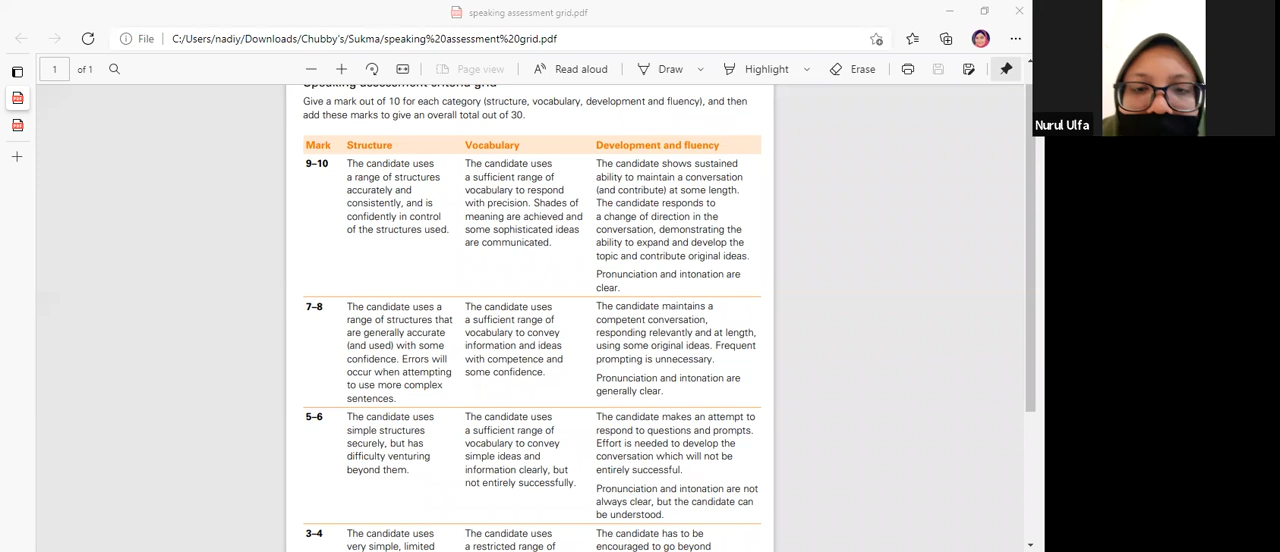 speaking assessment grid.pdf
File
C:/Users/nadiy/Downloads/Chubby's/Sukma/speaking%20assessment%20grid.pdf
1
of 1
Page view
Read aloud
Draw
Highlight
Erase
Nurul Ulfa
Speaking assessment criteria grid
Give a mark out of 10 for each category (structure, vocabulary, development and fluency), and then
add these marks to give an overall total out of 30.
Mark
Structure
Vocabulary
Development and fluency
9–10
The candidate uses
a range of structures
accurately and
consistently, and is
confidently in control
of the structures used.
The candidate uses
a sufficient range of
vocabulary to respond
with precision. Shades of
meaning are achieved and
some sophisticated ideas
are communicated.
The candidate shows sustained
ability to maintain a conversation
(and contribute) at some length.
The candidate responds to
a change of direction in the
conversation, demonstrating the
ability to expand and develop the
topic and contribute original ideas.
Pronunciation and intonation are
clear.
7–8
The candidate uses a
range of structures that
are generally accurate
(and used) with some
confidence. Errors will
occur when attempting
to use more complex
sentences.
The candidate uses
a sufficient range of
vocabulary to convey
information and ideas
with competence and
some confidence.
The candidate maintains a
competent conversation,
responding relevantly and at length,
using some original ideas. Frequent
prompting is unnecessary.
Pronunciation and intonation are
generally clear.
5–6
The candidate uses
simple structures
securely, but has
difficulty venturing
beyond them.
The candidate uses
a sufficient range of
vocabulary to convey
simple ideas and
information clearly, but
not entirely successfully.
The candidate makes an attempt to
respond to questions and prompts.
Effort is needed to develop the
conversation which will not be
entirely successful.
Pronunciation and intonation are not
always clear, but the candidate can
be understood.
3–4
The candidate uses
very simple, limited
The candidate uses
a restricted range of
The candidate has to be
encouraged to go beyond